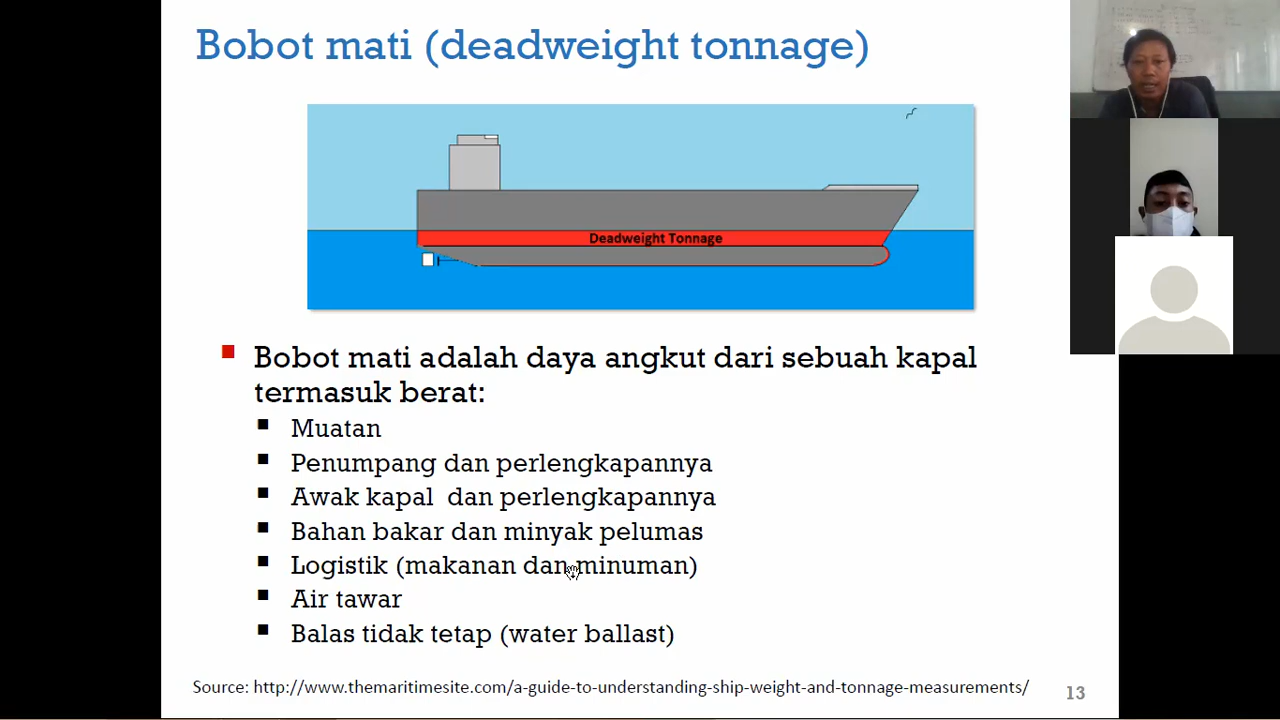 Bobot mati (deadweight tonnage)
Deadweight Tonnage
Bobot mati adalah daya angkut dari sebuah kapal
termasuk berat:
Muatan
Penumpang dan perlengkapannya
Awak kapal dan perlengkapannya
Bahan bakar dan minyak pelumas
Logistik (makanan dan minuman)
Air tawar
Balas tidak tetap (water ballast)
Source: http://www.themaritimesite.com/a-guide-to-understanding-ship-weight-and-tonnage-measurements/
13